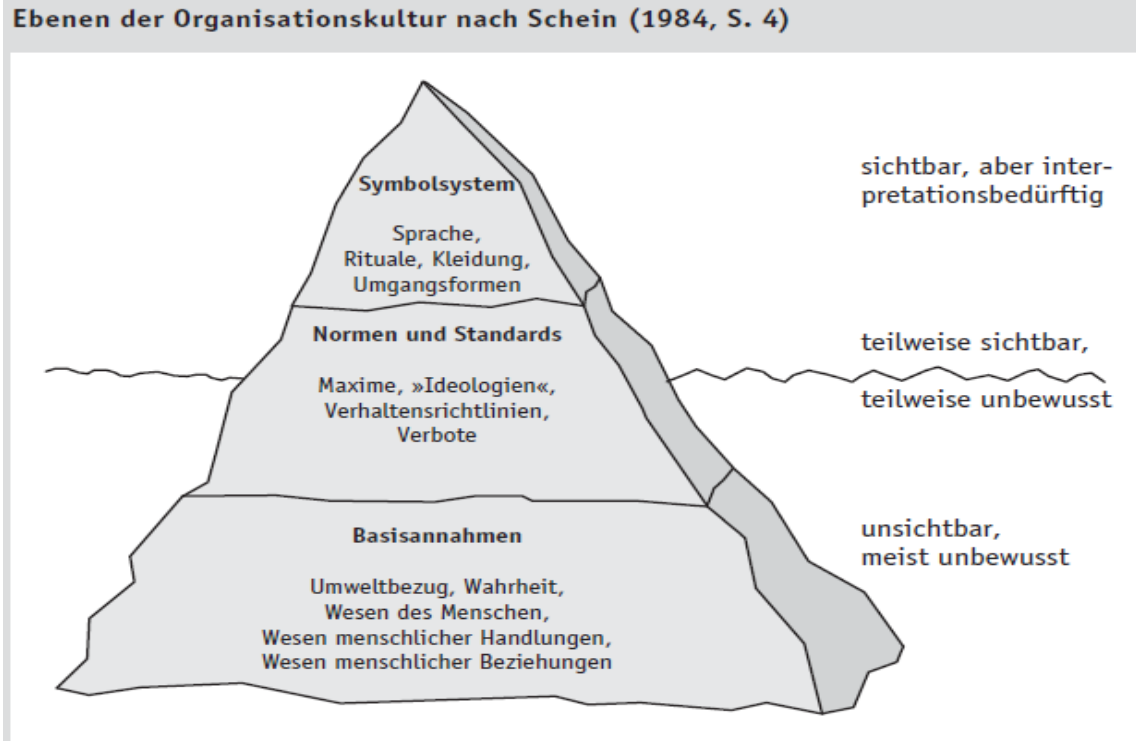 Ebenen der Organisationskultur nach Schein (1984, S. 4)
Symbolsystem
Sprache,
Rituale, Kleidung,
Umgangsformen
sichtbar, aber inter-
pretationsbedürftig
Normen und Standards
Maxime, »Ideologien«,
Verhaltensrichtlinien,
Verbote
teilweise sichtbar,
teilweise unbewusst
Basisannahmen
Umweltbezug, Wahrheit,
Wesen des Menschen,
Wesen menschlicher Handlungen,
Wesen menschlicher Beziehungen
unsichtbar,
meist unbewusst